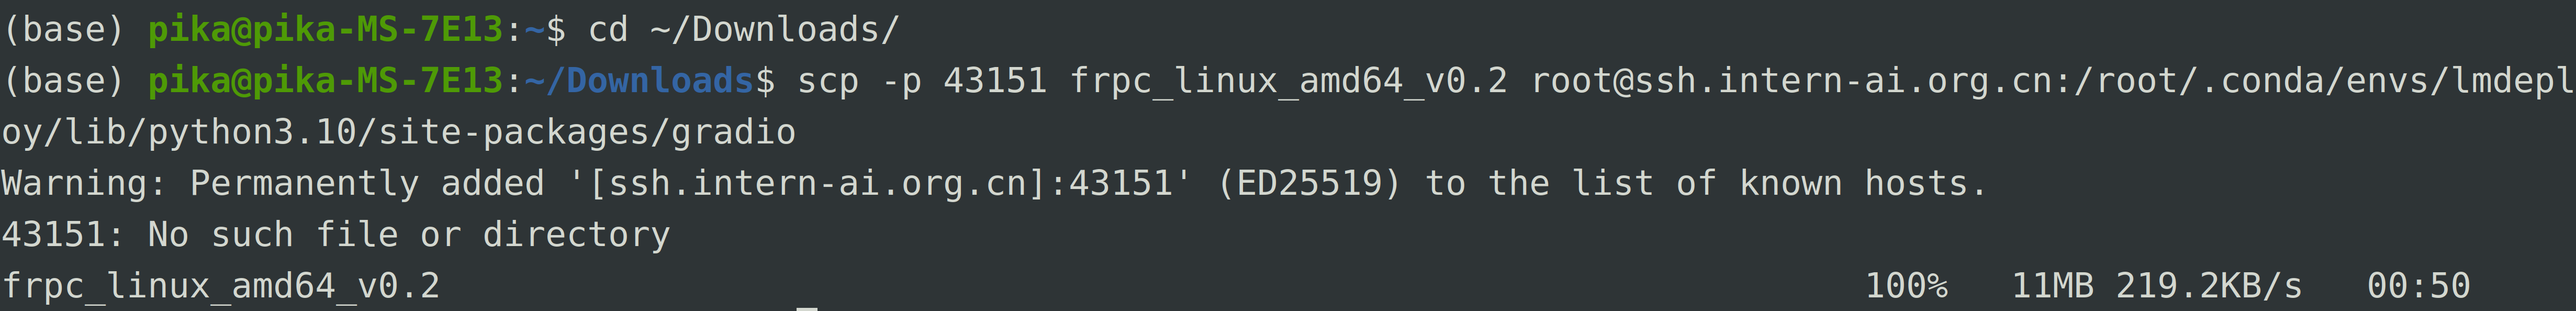 (base) pika@pika-MS-7E13:~$ cd ~/Downloads/
(base) pika@pika-MS-7E13:~/Downloads$ scp -p 43151 frpc_linux_amd64_v0.2 root@ssh.intern-ai.org.cn:/root/.conda/envs/lmdepl
oy/lib/python3.10/site-packages/gradio
Warning: Permanently added '[ssh.intern-ai.org.cn]:43151' (ED25519) to the list of known hosts.
43151: No such file or directory
frpc_linux_amd64_v0.2 100% 11MB 219.2KB/s 00:50